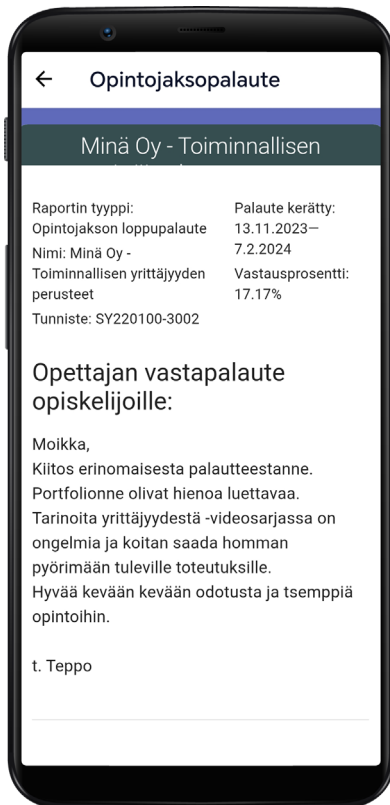 Opintojaksopalaute
Minä Oy - Toiminnallisen
Raportin tyyppi:
Opintojakson loppupalaute
Nimi: Minä Oy -
Toiminnallisen yrittäjyyden
perusteet
Tunniste: SY220100-3002
Palaute kerätty:
13.11.2023—
7.2.2024
Vastausprosentti:
17.17%
Opettajan vastapalaute
opiskelijoille:
Moikka,
Kiitos erinomaisesta palautteestanne.
Portfolionne olivat hienoa luettavaa.
Tarinoita yrittäjyydestä -videosarjassa on
ongelmia ja koitan saada homman
pyörimään tuleville toteutuksille.
Hyvää kevään kevään odotusta ja tsemppiä
opintoihin.
t. Teppo